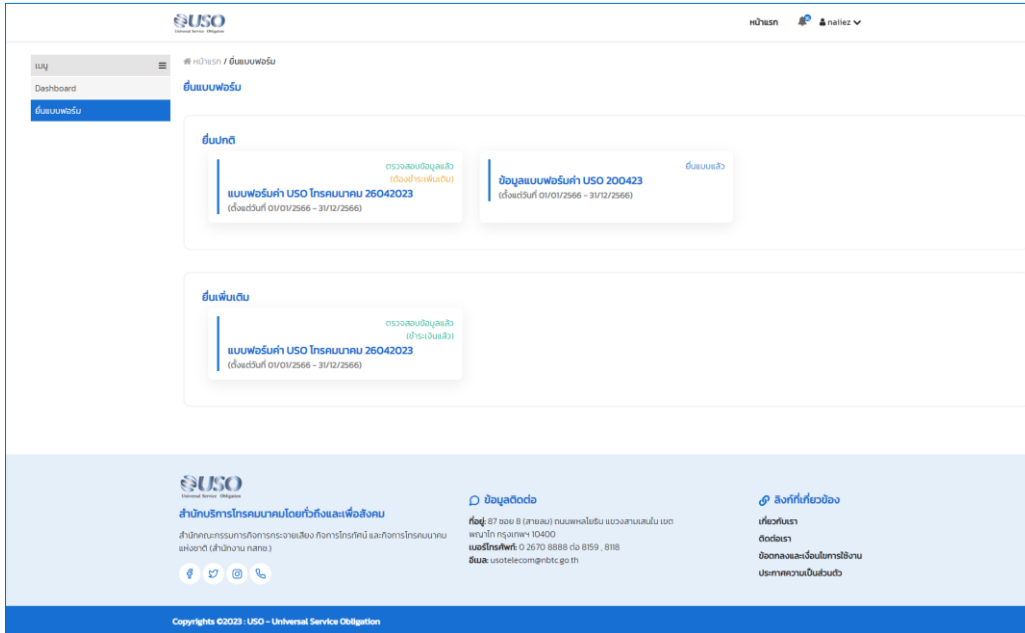 USO
Universal Service Obligation
หน้าแรก
natiez
เมนู
Dashboard
ยื่นแบบฟอร์ม
หน้าแรก / ยื่นแบบฟอร์ม
ยื่นแบบฟอร์ม
ยื่นปกติ
ตรวจสอบข้อมูลแล้ว
(ต้องชำระเพิ่มเติม)
แบบฟอร์มค่า USO โทรคมนาคม 26042023
(ตั้งแต่วันที่ 01/01/2566 - 31/12/2566)
ยื่นแบบแล้ว
ข้อมูลแบบฟอร์มค่า USO 200423
(ตั้งแต่วันที่ 01/01/2566 - 31/12/2566)
ยื่นเพิ่มเติม
ตรวจสอบข้อมูลแล้ว
(ชำระเงินแล้ว)
แบบฟอร์มค่า USO โทรคมนาคม 26042023
(ตั้งแต่วันที่ 01/01/2566 - 31/12/2566)
USO
Universal Service Obligation
สำนักบริการโทรคมนาคมโดยทั่วถึงและเพื่อสังคม
สำนักคณะกรรมการกิจการกระจายเสียง กิจการโทรทัศน์ และกิจการโทรคมนาคม
แห่งชาติ (สำนักงาน กสทช.)
ข้อมูลติดต่อ
ที่อยู่: 87 ซอย 8 (สายลม) ถนนพหลโยธิน แขวงสามเสนใน เขต
พญาไท กรุงเทพฯ 10400
เบอร์โทรศัพท์: 0 2670 8888 ต่อ 8159 , 8118
อีเมล: usotelecom@nbtc.go.th
ลิงก์ที่เกี่ยวข้อง
เกี่ยวกับเรา
ติดต่อเรา
ข้อตกลงและเงื่อนไขการใช้งาน
ประกาศความเป็นส่วนตัว
Copyrights ©2023 : USO - Universal Service Obligation